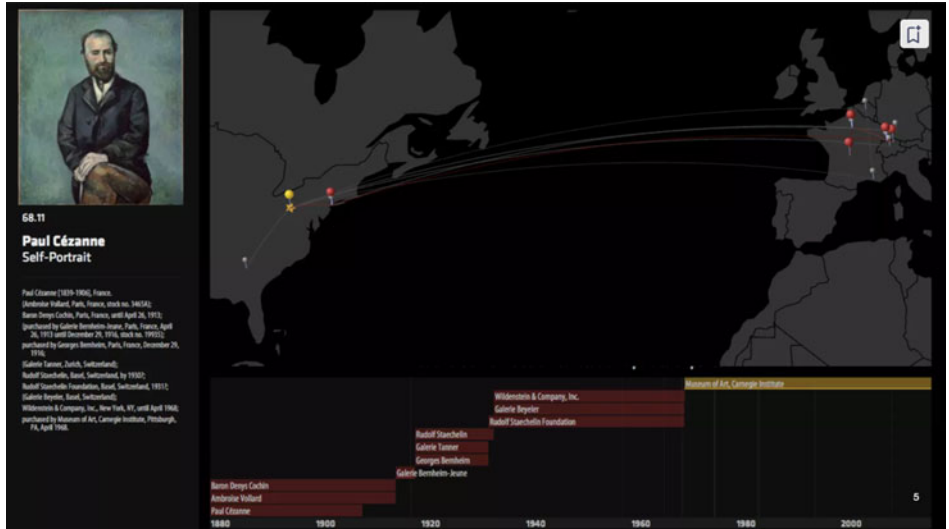 68.11
Paul Cézanne
Self-Portrait
Paul Cézanne [1839-1906], France.
(Ambroise Vollard, Paris, France, stock no. 3465A);
Baron Denys Cochin, Paris, France, until April 26, 1913;
(purchased by Galerie Bernheim-Jeune, Paris, France, April
26, 1913 until December 29, 1916, stock no. 19955);
purchased by Georges Bernheim, Paris, France, December 29,
1916;
(Galerie Tanner, Zurich, Switzerland);
Rudolf Staechelin, Basel, Switzerland, by 1930?;
Rudolf Staechelin Foundation, Basel, Switzerland, 1931?;
(Galerie Beyeler, Basel, Switzerland);
Wildenstein & Company, Inc., New York, NY, until April 1968;
purchased by Museum of Art, Carnegie Institute, Pittsburgh,
PA, April 1968.
Museum of Art, Carnegie Institute
Wildenstein & Company, Inc.
Galerie Beyeler
Rudolf Staechelin Foundation
Rudolf Staechelin
Galerie Tanner
Georges Bernheim
Galerie Bernheim-Jeune
Baron Denys Cochin
Ambroise Vollard
Paul Cézanne
5
1880 1900 1920 1940 1960 1980 2000